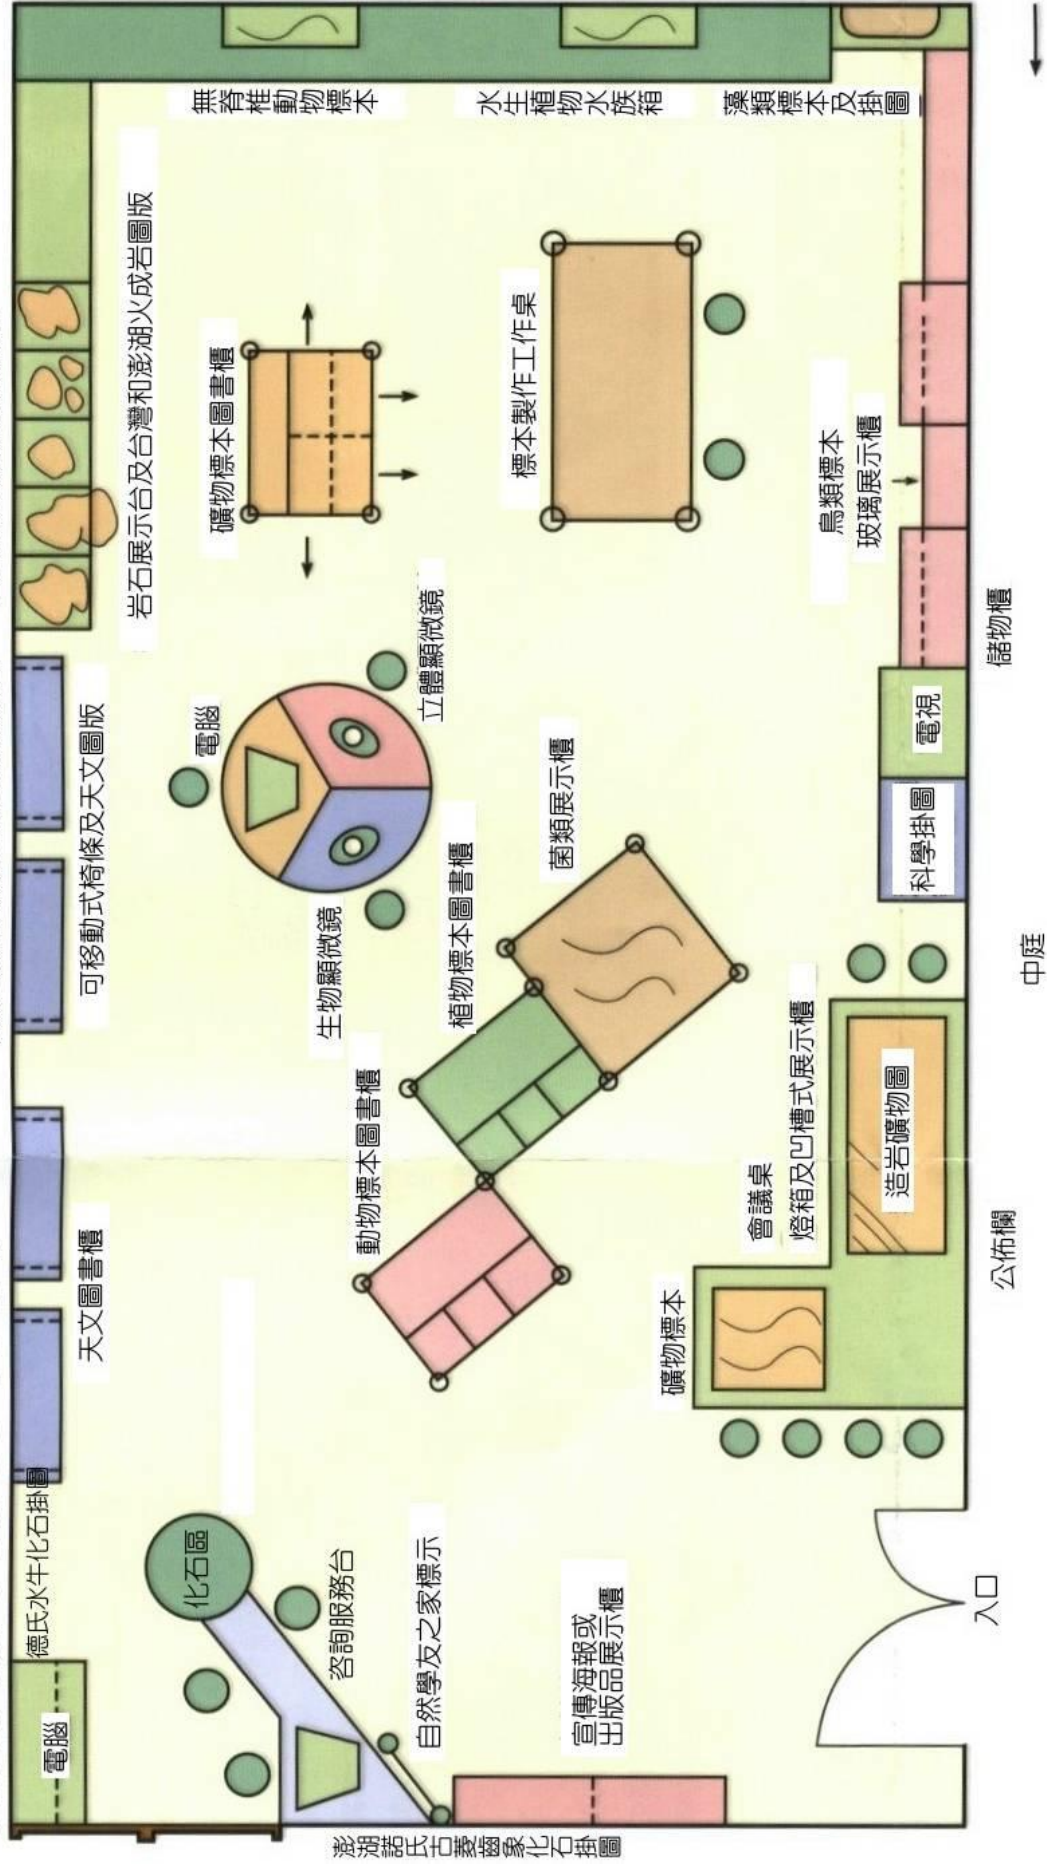 德氏水牛化石掛圖
電腦
化石區
咨詢服務台
自然學友之家標示
宣傳海報或
出版品展示櫃
澎湖諾氏古菱齒象化石掛圖
天文圖書櫃
可移動式椅條及天文圖版
岩石展示台及台灣和澎湖火成岩圖版
無脊椎動物標本
水生植物水族箱
藻類標本及掛圖
礦物標本圖書櫃
標本製作工作桌
電腦
立體顯微鏡
生物顯微鏡
動物標本圖書櫃
植物標本圖書櫃
菌類展示櫃
鳥類標本
玻璃展示櫃
電視
科學掛圖
會議桌
燈箱及凹槽式展示櫃
造岩礦物圖
礦物標本
入口
公佈欄
中庭
儲物櫃